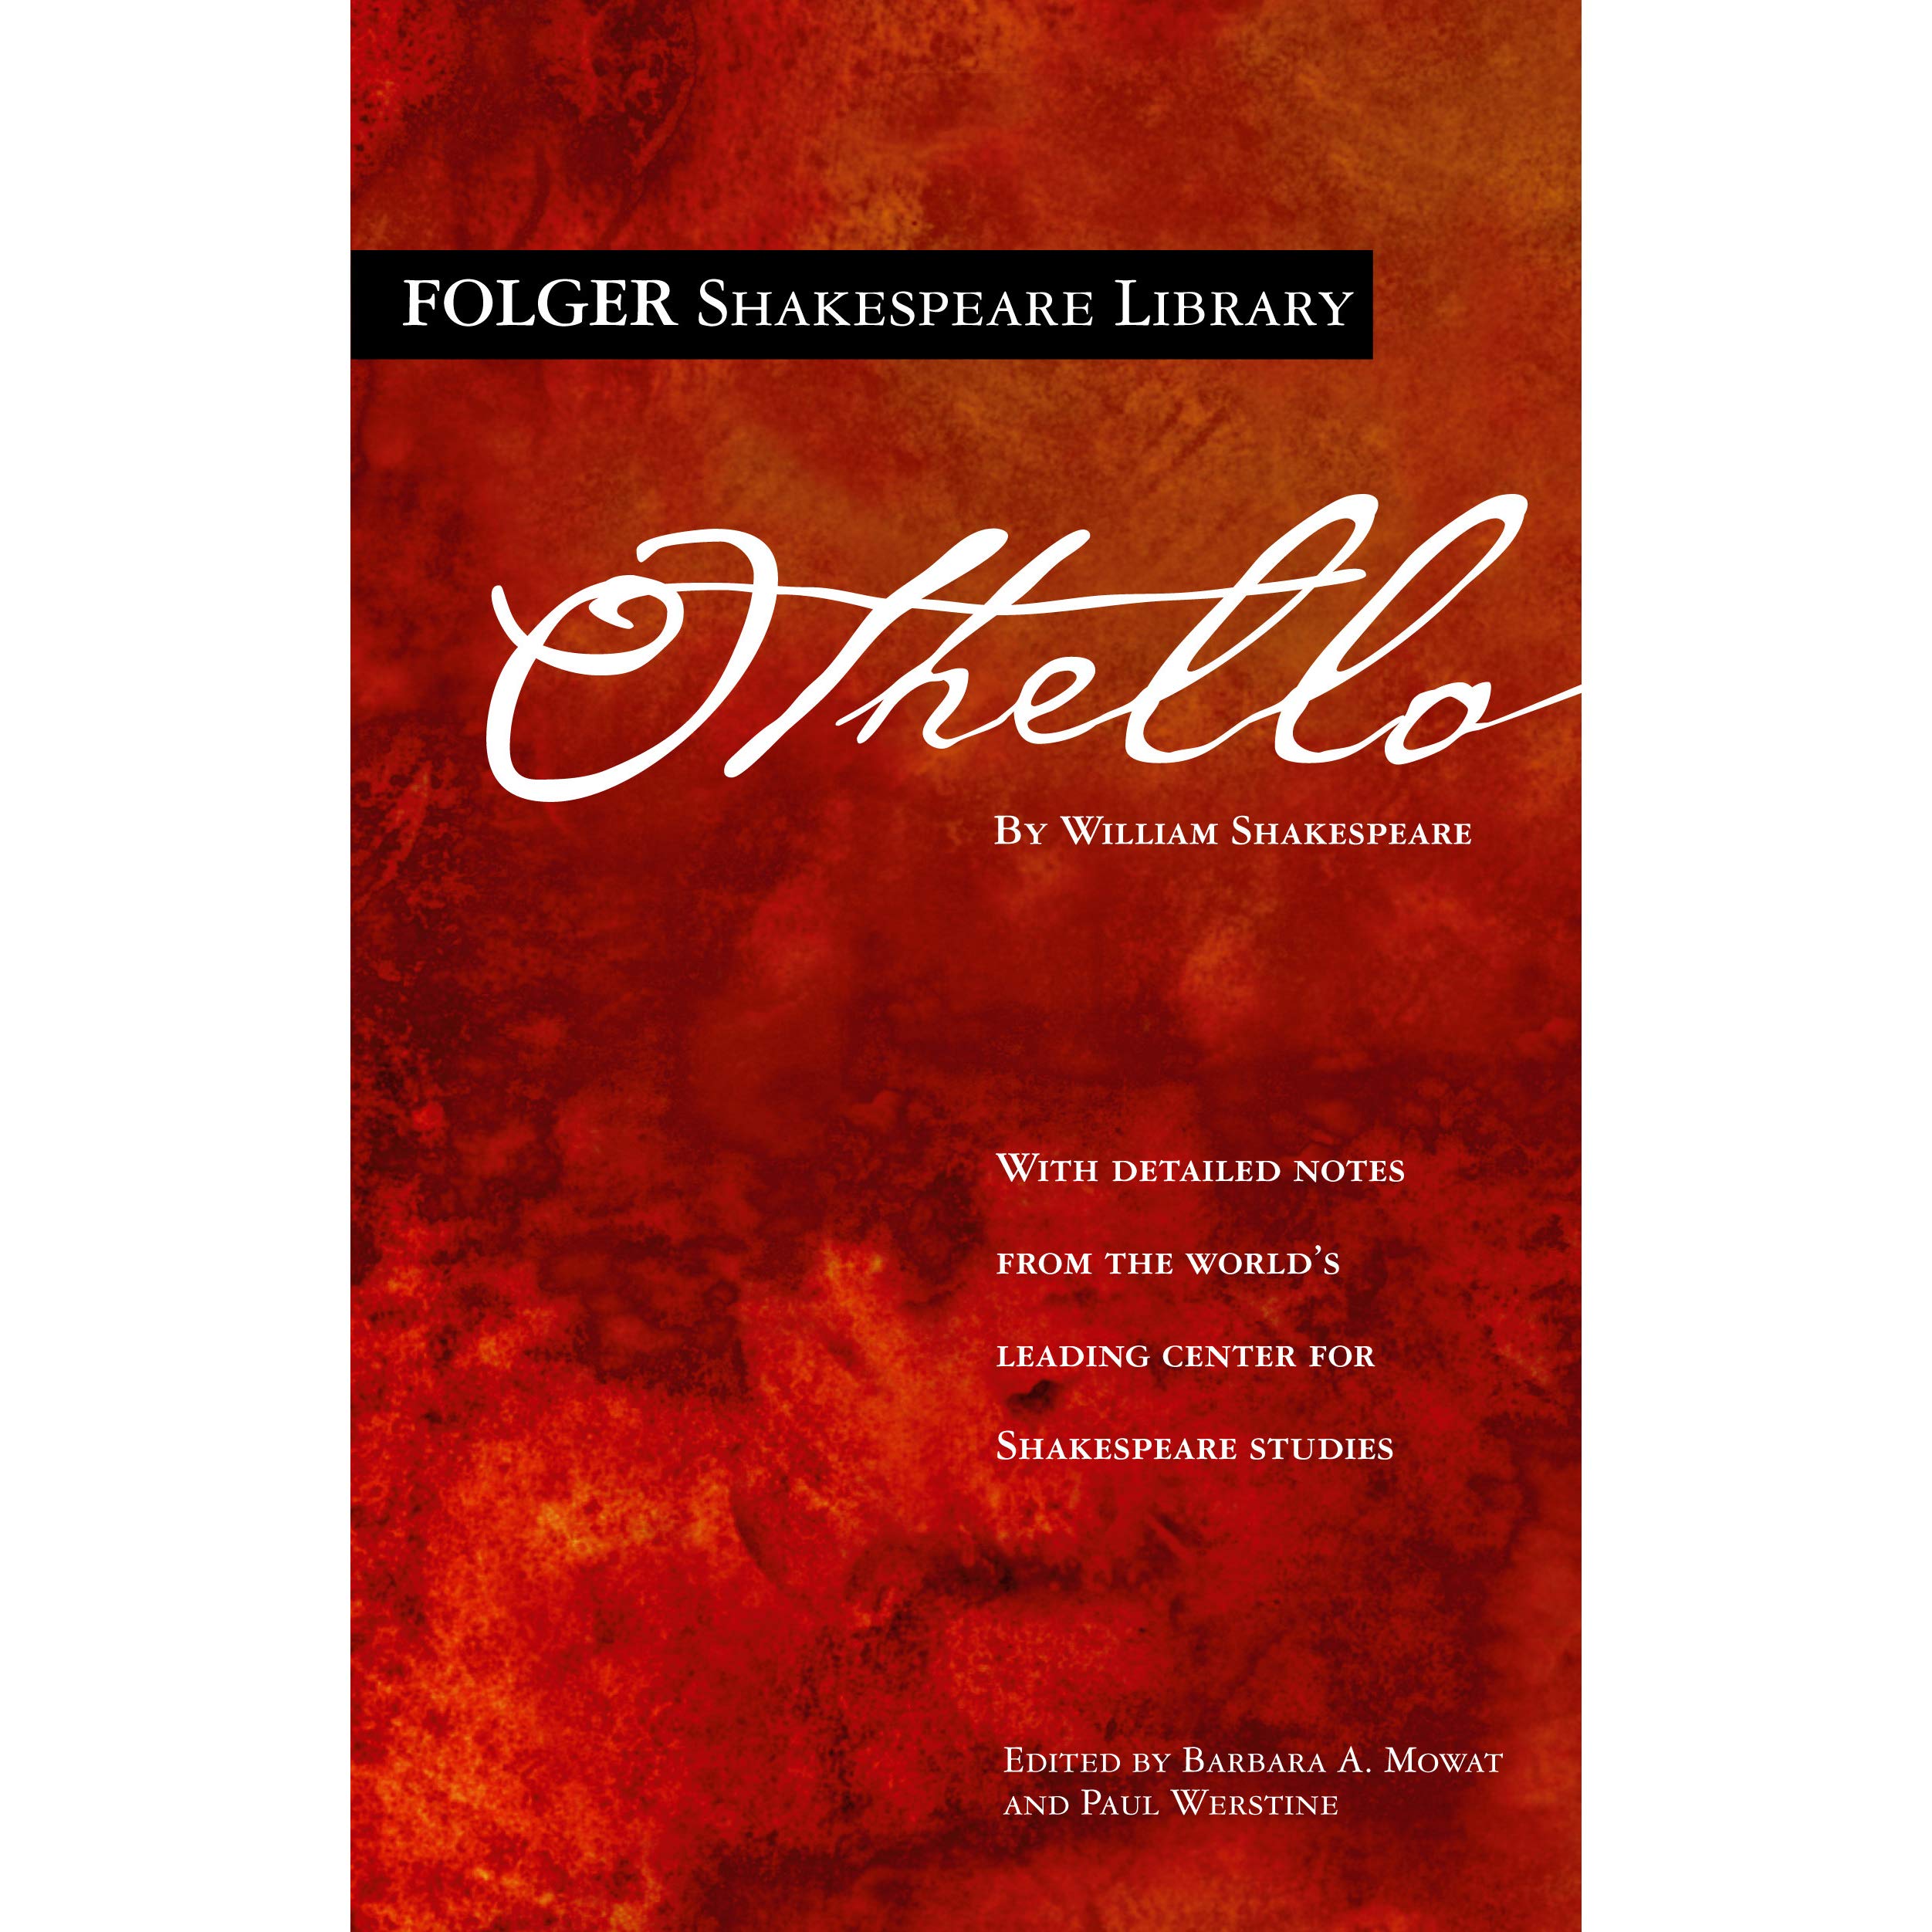 FOLGER SHAKESPEARE LIBRARY
Othello
BY WILLIAM SHAKESPEARE
WITH DETAILED NOTES
FROM THE WORLD'S
LEADING CENTER FOR
SHAKESPEARE STUDIES
EDITED BY BARBARA A. MOWAT
AND PAUL WERSTINE